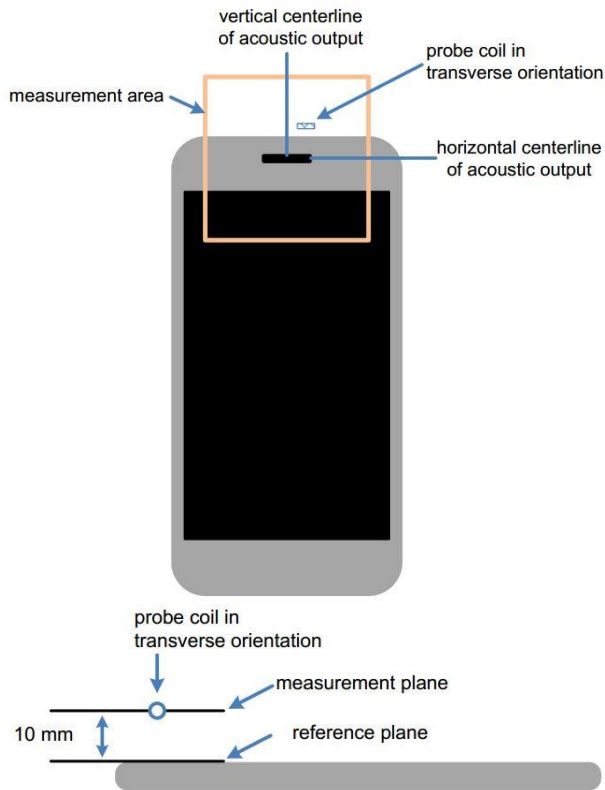 vertical centerline
of acoustic output
probe coil in
transverse orientation
measurement area
horizontal centerline
of acoustic output
probe coil in
transverse orientation
measurement plane
10 mm
reference plane